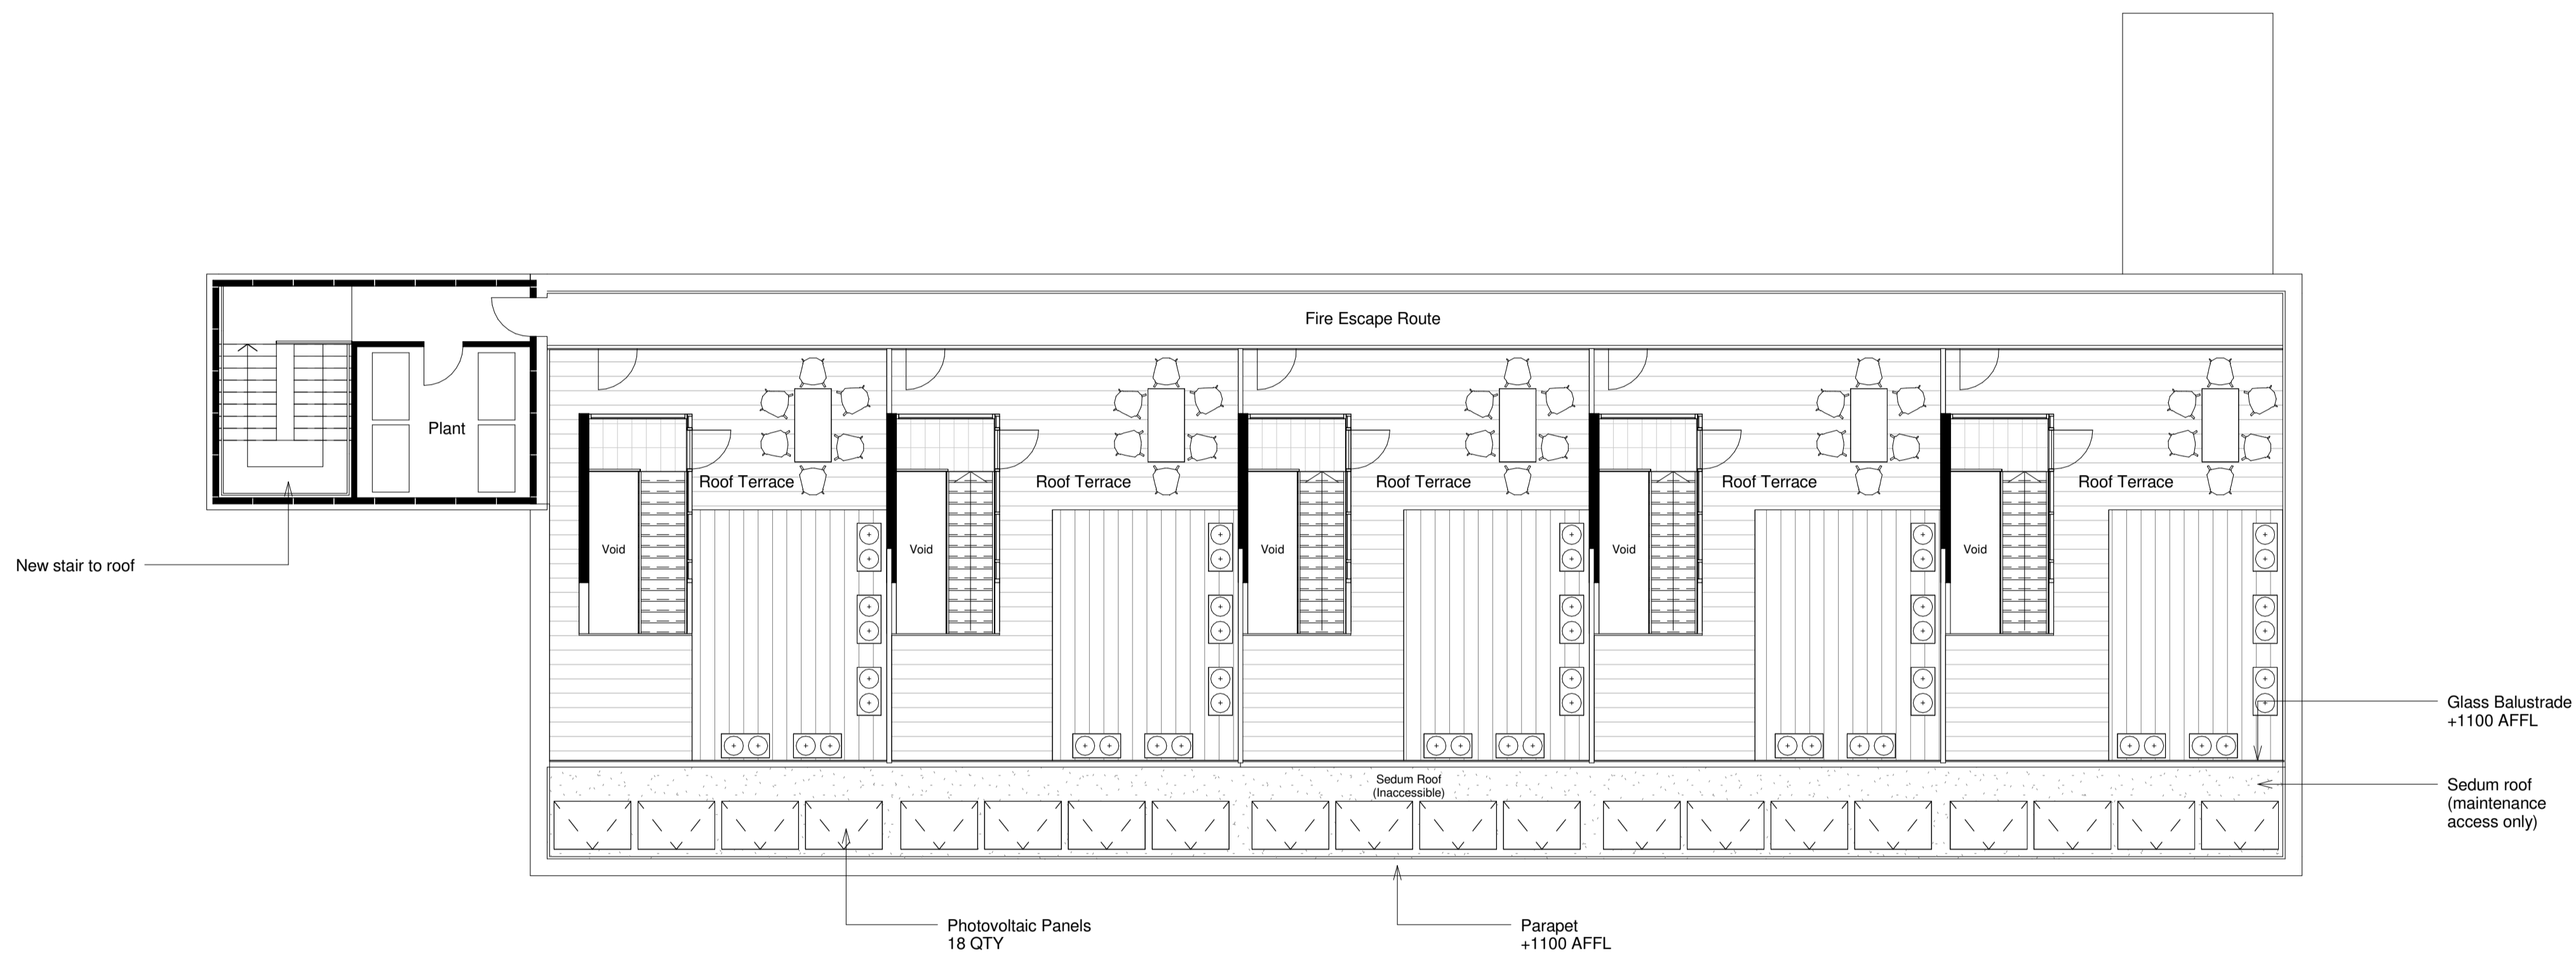 Fire Escape Route
Plant
Roof Terrace
Roof Terrace
Roof Terrace
Roof Terrace
Roof Terrace
Void
Void
Void
Void
Void
New stair to roof
Glass Balustrade
+1100 AFFL
Sedum Roof
(Inaccessible)
Sedum roof
(maintenance
access only)
Photovoltaic Panels
18 QTY
Parapet
+1100 AFFL